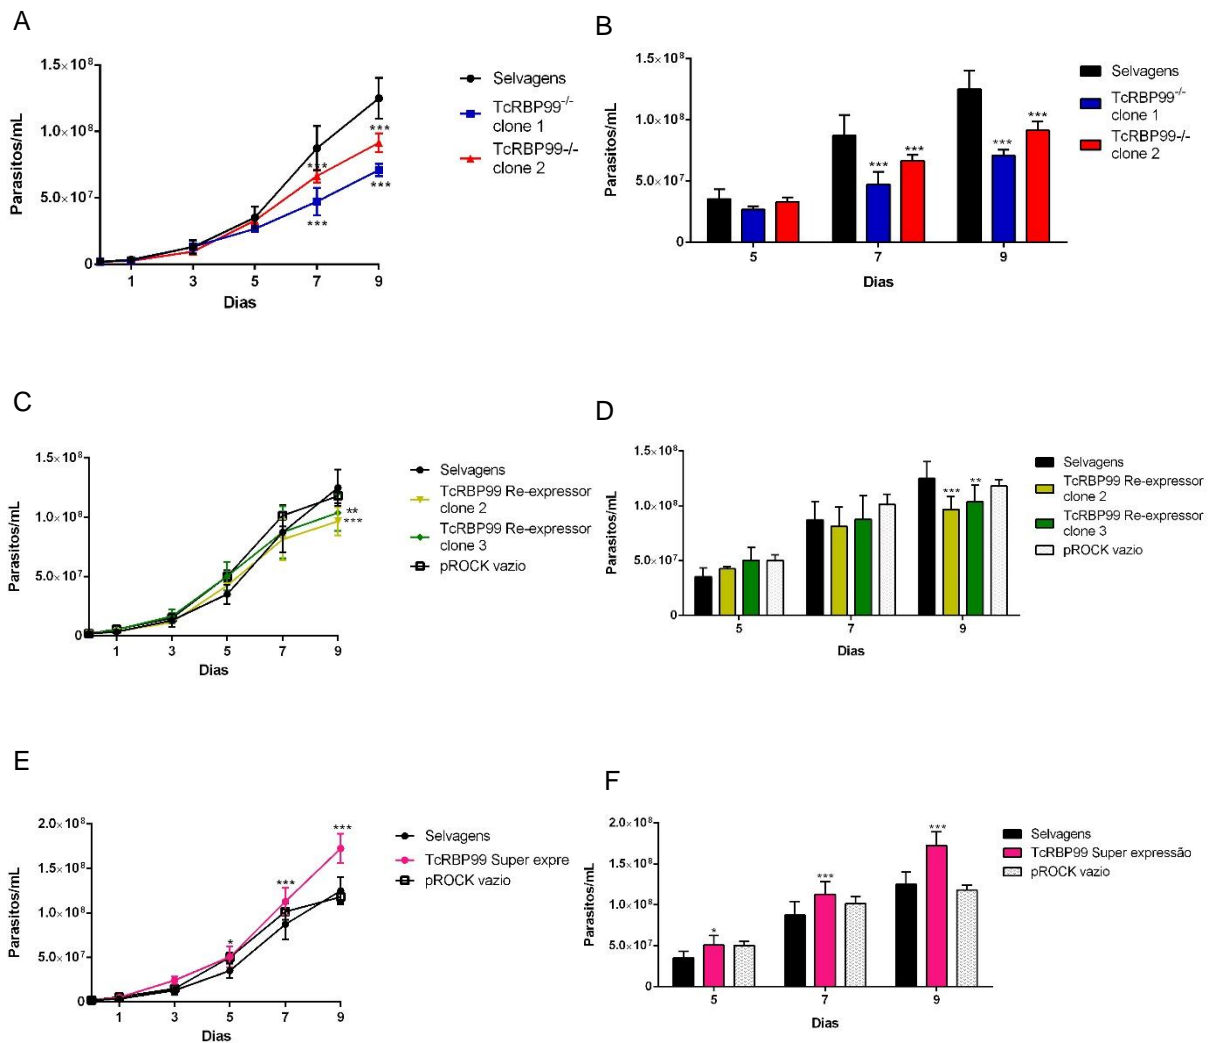 A
1.5×10⁸
1.0×10⁸
5.0×10⁷
0
Parasitos/mL
1 3 5 7 9
Dias
***
***
***
***
Selvagens
TcRBP99⁻/⁻
clone 1
TcRBP99-/-
clone 2
B
1.5×10⁸
1.0×10⁸
5.0×10⁷
0
Parasitos/mL
*** *** *** ***
5 7 9
Dias
Selvagens
TcRBP99⁻/⁻
clone 1
TcRBP99-/-
clone 2
C
1.5×10⁸
1.0×10⁸
5.0×10⁷
0
Parasitos/mL
**
***
1 3 5 7 9
Dias
Selvagens
TcRBP99 Re-expressor
clone 2
TcRBP99 Re-expressor
clone 3
pROCK vazio
D
1.5×10⁸
1.0×10⁸
5.0×10⁷
0
Parasitos/mL
*** **
5 7 9
Dias
Selvagens
TcRBP99 Re-expressor
clone 2
TcRBP99 Re-expressor
clone 3
pROCK vazio
E
2.0×10⁸
1.5×10⁸
1.0×10⁸
5.0×10⁷
0
Parasitos/mL
* *** ***
1 3 5 7 9
Dias
Selvagens
TcRBP99 Super expre
pROCK vazio
F
2.0×10⁸
1.5×10⁸
1.0×10⁸
5.0×10⁷
0
Parasitos/mL
* *** ***
5 7 9
Dias
Selvagens
TcRBP99 Super expressão
pROCK vazio